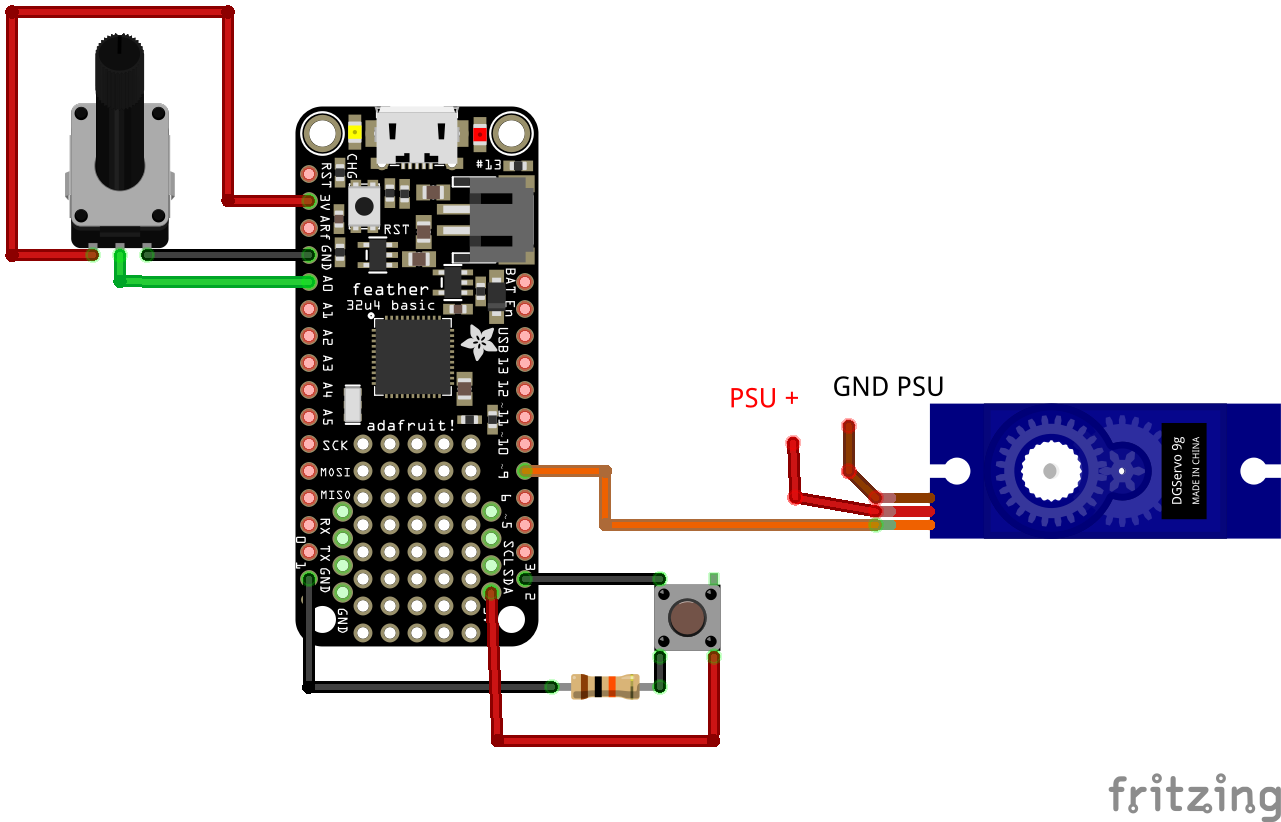 CHG
#13
RST
3V
ARf
GND
A0
A1
A2
A3
A4
A5
SCK
MOSI
MISO
RX
0
TX
1
GND
GND
RST
feather
32u4 basic
adafruit!
BAT
En
USB
13
12
~11
~10
~9
6
~5
SCL
3
SDA
2
PSU +
GND PSU
DGServo 9g
MADE IN CHINA
fritzing